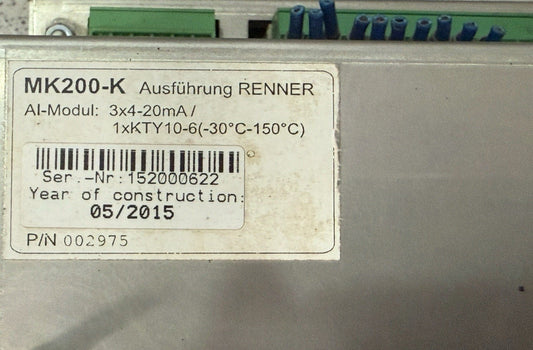 MK200-K Ausführung RENNER
AI-Modul: 3x4-20mA /
1xKTY10-6(-30°C-150°C)
Ser.-Nr:152000622
Year of construction:
05/2015
P/N 002975